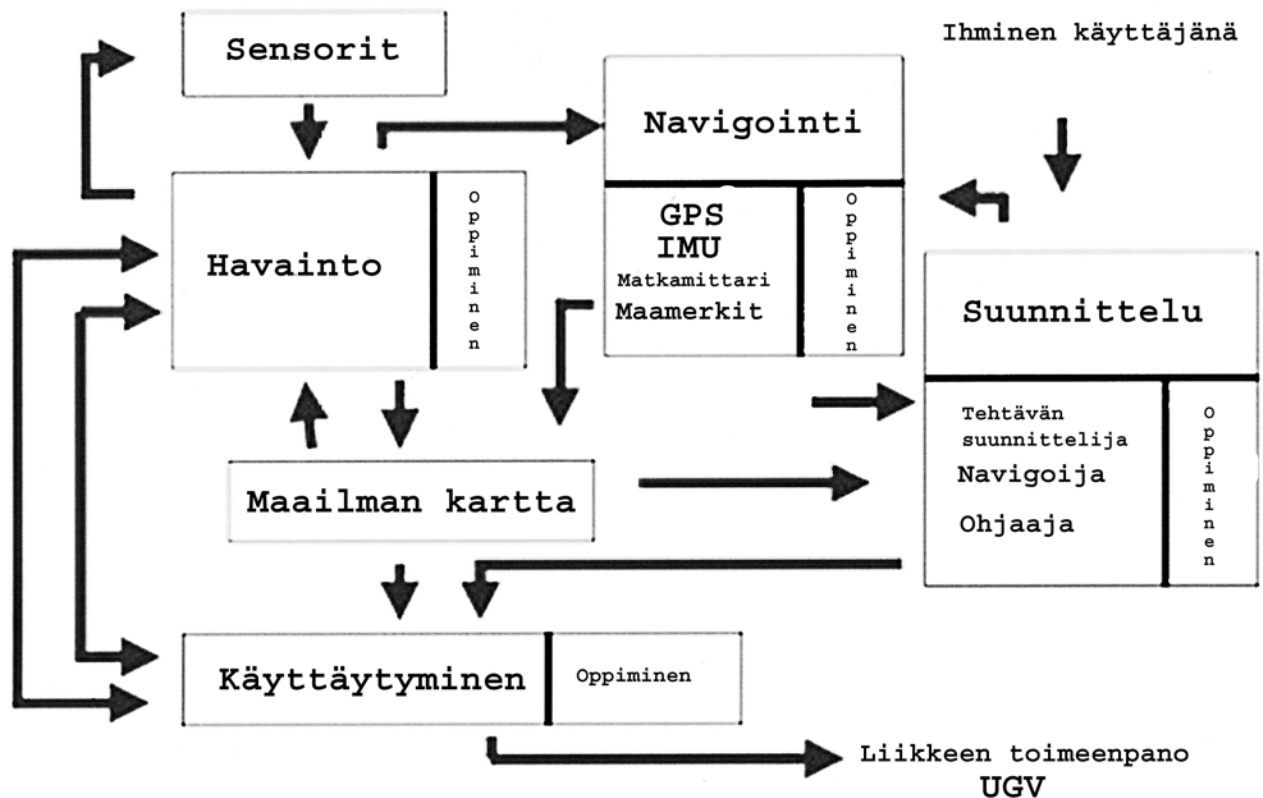 Sensorit
Ihminen käyttäjänä
Navigointi
Havainto
Oppiminen
GPS
IMU
Matkamittari
Maamerkit
Oppiminen
Suunnittelu
Tehtävän
suunnittelija
Navigoija
Ohjaaja
Oppiminen
Maailman kartta
Käyttäytyminen
Oppiminen
Liikkeen toimeenpano
UGV